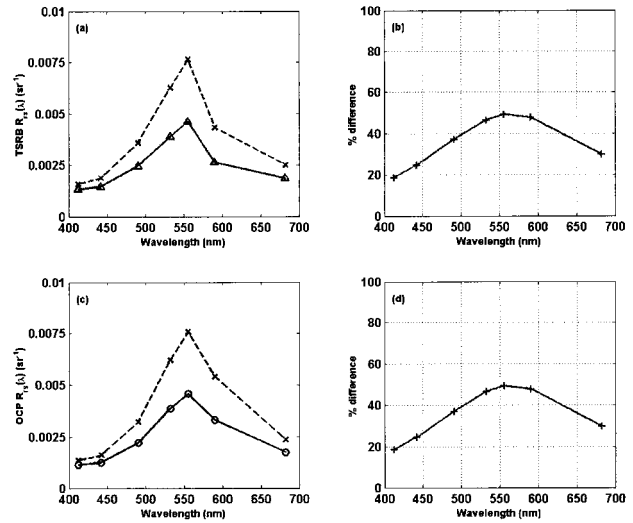 (a)
0.01
0.0075
0.005
0.0025
0
TSRB R_rs(λ) (sr⁻¹)
400 450 500 550 600 650 700
Wavelength (nm)
(b)
100
80
60
40
20
0
% difference
400 450 500 550 600 650 700
Wavelength (nm)
(c)
0.01
0.0075
0.005
0.0025
0
OCP R_rs(λ) (sr⁻¹)
400 450 500 550 600 650 700
Wavelength (nm)
(d)
100
80
60
40
20
0
% difference
400 450 500 550 600 650 700
Wavelength (nm)